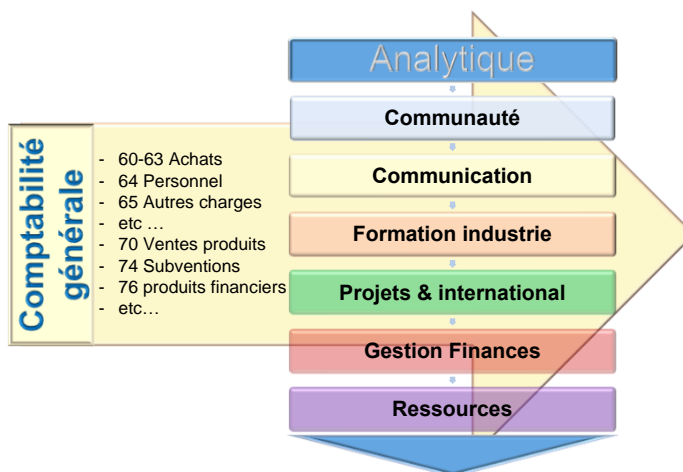 Analytique
Communauté
Communication
Formation industrie
Projets & international
Gestion Finances
Ressources
Comptabilité
générale
- 60-63 Achats
- 64 Personnel
- 65 Autres charges
- etc ...
- 70 Ventes produits
- 74 Subventions
- 76 produits financiers
- etc...